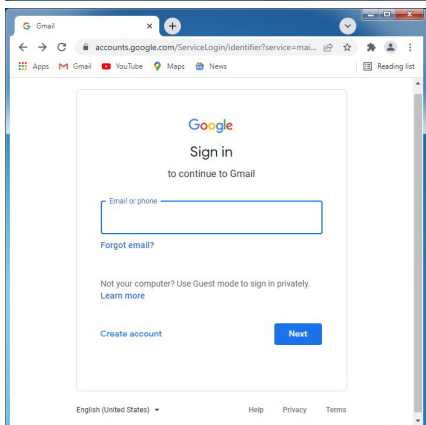 Gmail
accounts.google.com/ServiceLogin/identifier?service=mai...
Apps Gmail YouTube Maps News Reading list
Google
Sign in
to continue to Gmail
Email or phone
Forgot email?
Not your computer? Use Guest mode to sign in privately.
Learn more
Create account Next
English (United States) Help Privacy Terms